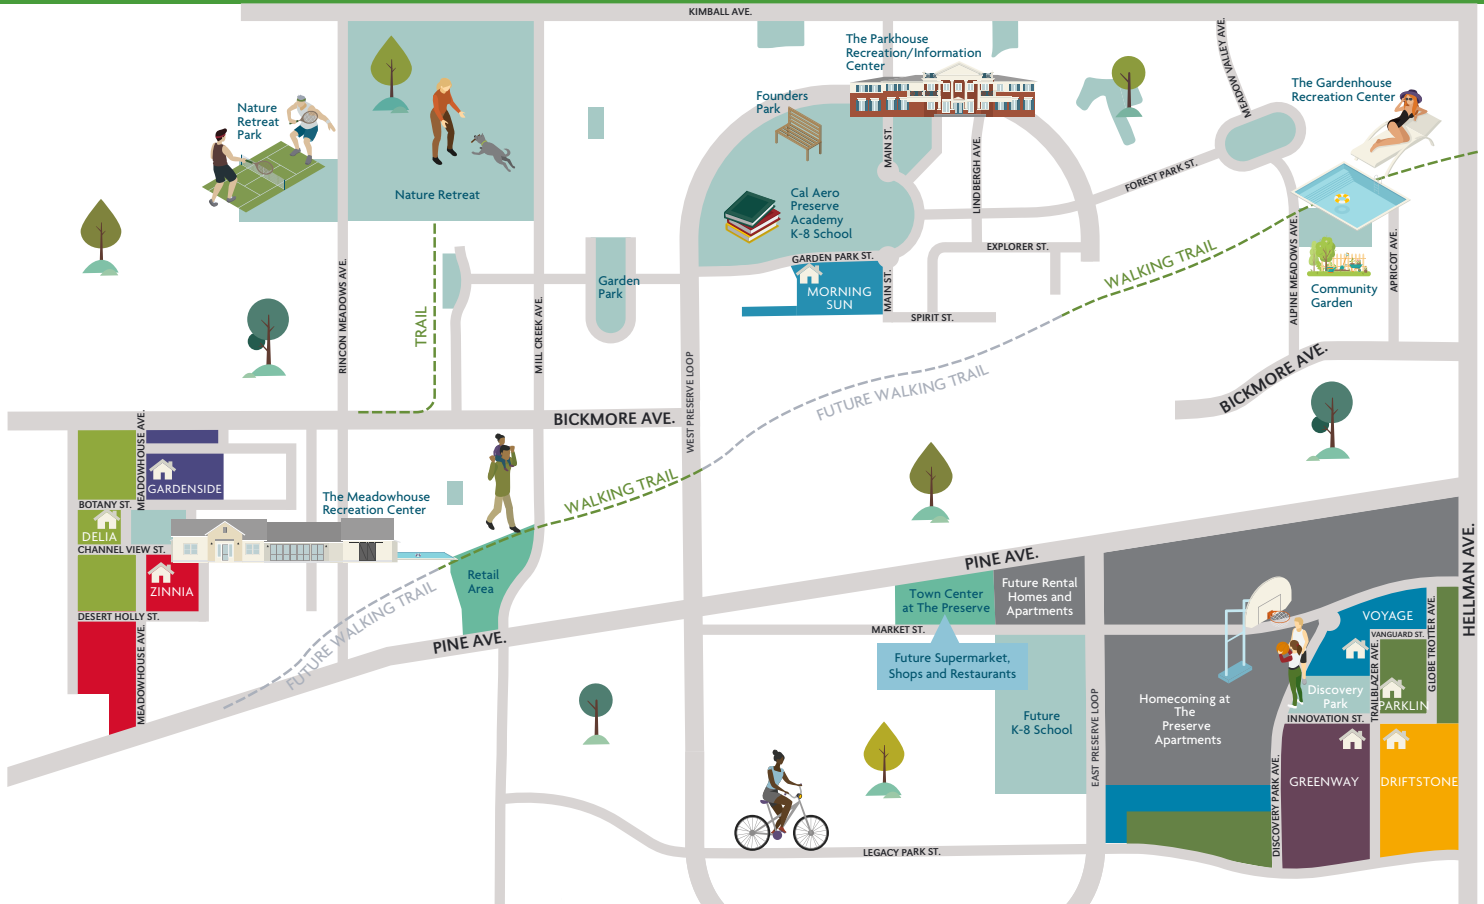 KIMBALL AVE.
The Parkhouse
Recreation/Information
Center
MEADOW VALLEY AVE.
The Gardenhouse
Recreation Center
Nature
Retreat
Park
Founders
Park
MAIN ST.
LINDBERGH AVE.
FOREST PARK ST.
Nature Retreat
Cal Aero
Preserve
Academy
K-8 School
EXPLORER ST.
GARDEN PARK ST.
WALKING TRAIL
ALPINE MEADOWS AVE.
APRICOT AVE.
RINCON MEADOWS AVE.
TRAIL
MILL CREEK AVE.
Garden
Park
MORNING
SUN
MAIN ST.
SPIRIT ST.
Community
Garden
WEST PRESERVE LOOP
FUTURE WALKING TRAIL
BICKMORE AVE.
BICKMORE AVE.
MEADOWHOUSE AVE.
GARDENSIDE
BOTANY ST.
DELIA
CHANNEL VIEW ST.
ZINNIA
DESERT HOLLY ST.
MEADOWHOUSE AVE.
The Meadowhouse
Recreation Center
WALKING TRAIL
FUTURE WALKING TRAIL
Retail
Area
PINE AVE.
PINE AVE.
HELLMAN AVE.
Town Center
at The Preserve
Future Rental
Homes and
Apartments
MARKET ST.
Future Supermarket,
Shops and Restaurants
Future
K-8 School
EAST PRESERVE LOOP
Homecoming at
The
Preserve
Apartments
VOYAGE
VANGUARD ST.
TRAILBLAZER AVE.
GLOBE TROTTER AVE.
Discovery
Park
PARKLIN
INNOVATION ST.
DISCOVERY PARK AVE.
GREENWAY
DRIFTSTONE
LEGACY PARK ST.